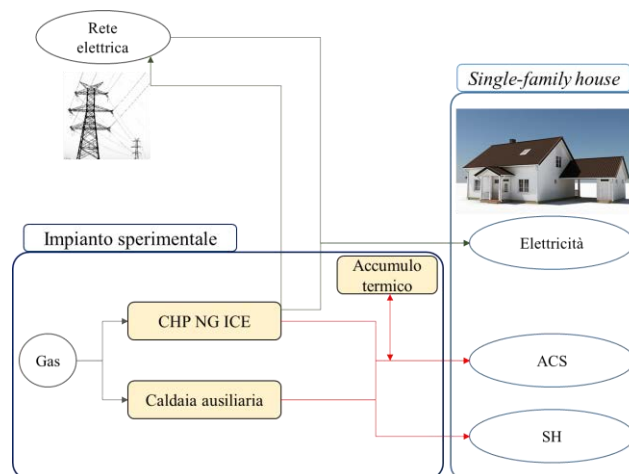 Rete
elettrica
Single-family house
Impianto sperimentale
Elettricità
Accumulo
termico
CHP NG ICE
Gas
ACS
Caldaia ausiliaria
SH